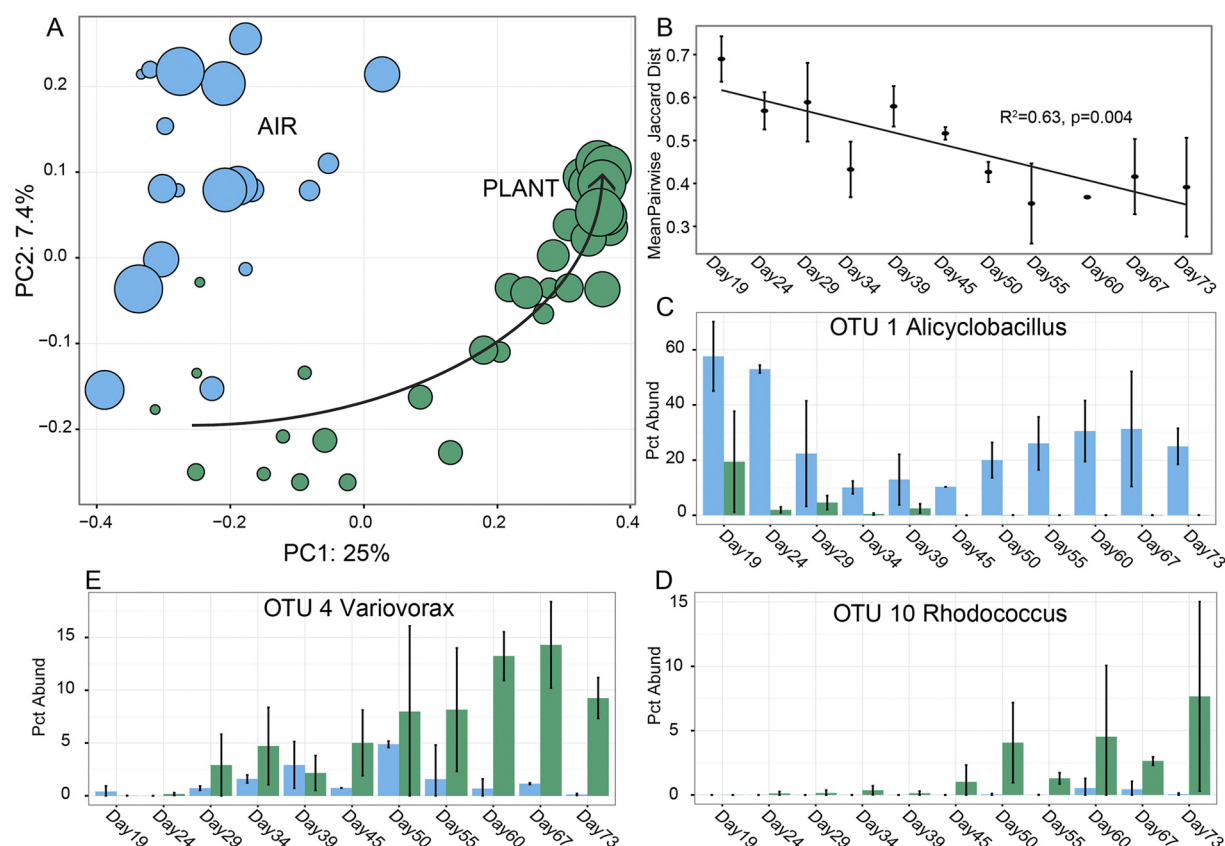 A
PC2: 7.4%
0.2
0.1
0.0
−0.1
−0.2
AIR
PLANT
−0.4
−0.2
0.0
0.2
0.4
PC1: 25%
B
MeanPairwise Jaccard Dist
0.7
0.6
0.5
0.4
0.3
R²=0.63, p=0.004
Day19
Day24
Day29
Day34
Day39
Day45
Day50
Day55
Day60
Day67
Day73
C
OTU 1 Alicyclobacillus
Pct Abund
60
40
20
0
Day19
Day24
Day29
Day34
Day39
Day45
Day50
Day55
Day60
Day67
Day73
E
OTU 4 Variovorax
Pct Abund
15
10
5
0
Day19
Day24
Day29
Day34
Day39
Day45
Day50
Day55
Day60
Day67
Day73
D
OTU 10 Rhodococcus
Pct Abund
15
10
5
0
Day19
Day24
Day29
Day34
Day39
Day45
Day50
Day55
Day60
Day67
Day73